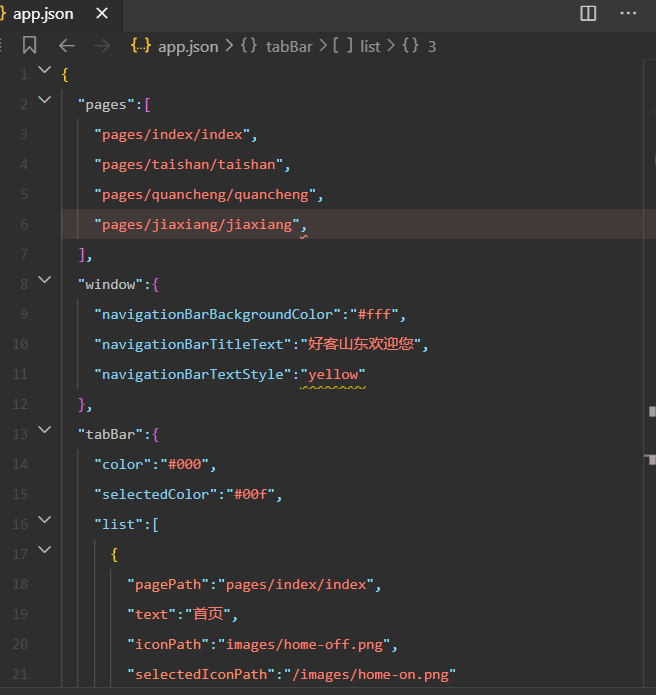 app.json
app.json > {} tabBar > [ ] list > {} 3
1 {
2 "pages":[
3 "pages/index/index",
4 "pages/taishan/taishan",
5 "pages/quancheng/quancheng",
6 "pages/jiaxiang/jiaxiang",
7 ],
8 "window":{
9 "navigationBarBackgroundColor":"#fff",
10 "navigationBarTitleText":"好客山东欢迎您",
11 "navigationBarTextStyle":"yellow"
12 },
13 "tabBar":{
14 "color":"#000",
15 "selectedColor":"#00f",
16 "list":[
17 {
18 "pagePath":"pages/index/index",
19 "text":"首页",
20 "iconPath":"images/home-off.png",
21 "selectedIconPath":"/images/home-on.png"